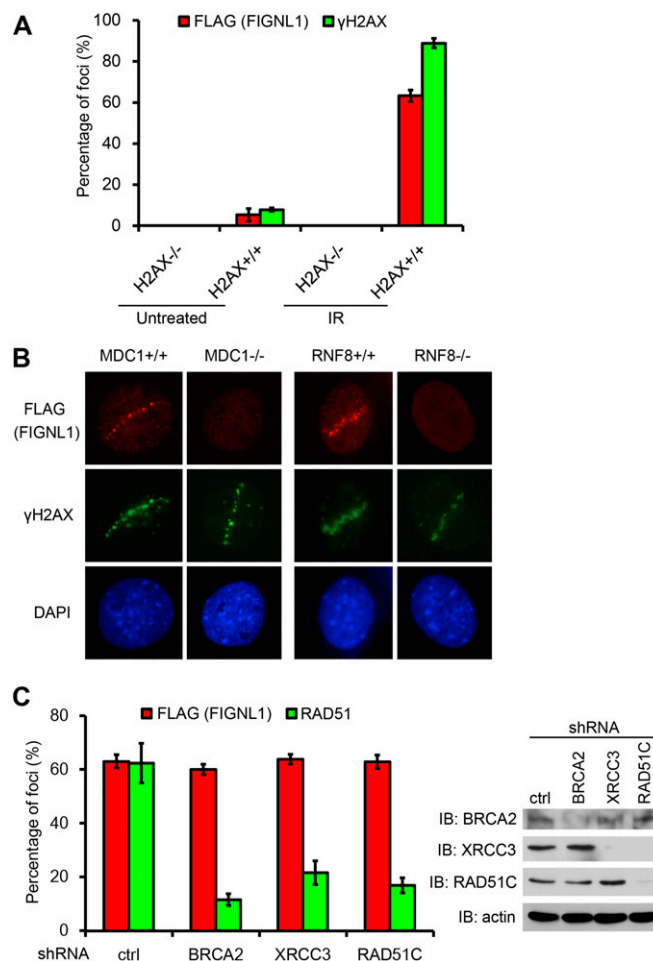 A
FLAG (FIGNL1) γH2AX
Percentage of foci (%)
100
80
60
40
20
0
H2AX-/- H2AX+/+ H2AX-/- H2AX+/+
Untreated IR
B
MDC1+/+ MDC1-/- RNF8+/+ RNF8-/-
FLAG
(FIGNL1)
γH2AX
DAPI
C
FLAG (FIGNL1) RAD51
Percentage of foci (%)
80
60
40
20
0
shRNA ctrl BRCA2 XRCC3 RAD51C
shRNA
ctrl BRCA2 XRCC3 RAD51C
IB: BRCA2
IB: XRCC3
IB: RAD51C
IB: actin